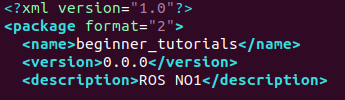 <?xml version="1.0"?>
<package format="2">
  <name>beginner_tutorials</name>
  <version>0.0.0</version>
  <description>ROS NO1</description>